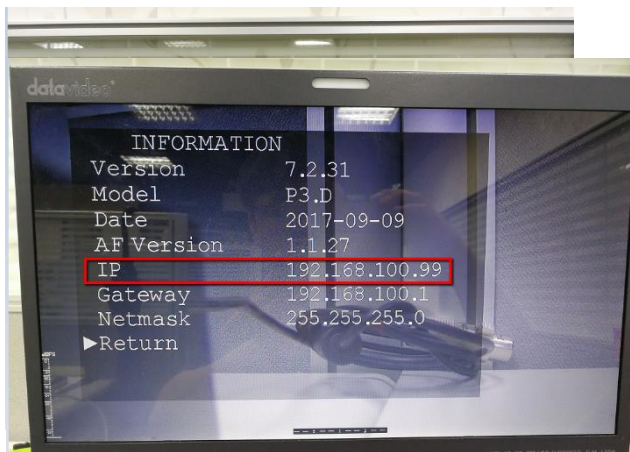 datavideo
INFORMATION
Version 7.2.31
Model P3.D
Date 2017-09-09
AF Version 1.1.27
IP 192.168.100.99
Gateway 192.168.100.1
Netmask 255.255.255.0
►Return